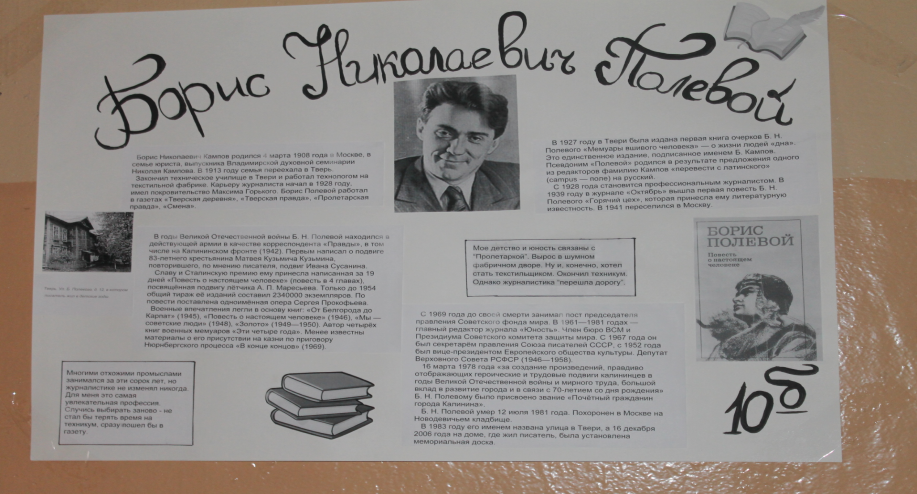 Борис Николаевич Полевой
Борис Николаевич Кампов родился 4 марта 1908 года в Москве, в
семье юриста, выпускника Владимирской духовной семинарии
Николая Кампова. В 1913 году семья переехала в Тверь.
Закончил техническое училище в Твери и работал технологом на
текстильной фабрике. Карьеру журналиста начал в 1928 году,
имел покровительство Максима Горького. Борис Полевой работал
в газетах «Тверская деревня», «Тверская правда», «Пролетарская
правда», «Смена».
В 1927 году в Твери была издана первая книга очерков Б. Н.
Полевого «Мемуары вшивого человека» — о жизни людей «дна».
Это единственное издание, подписанное именем Б. Кампов.
Псевдоним «Полевой» родился в результате предложения одного
из редакторов фамилию Кампов «перевести с латинского»
(campus — поле) на русский.
С 1928 года становится профессиональным журналистом. В
1939 году в журнале «Октябрь» вышла первая повесть Б. Н.
Полевого «Горячий цех», которая принесла ему литературную
известность. В 1941 переселился в Москву.
В годы Великой Отечественной войны Б. Н. Полевой находился в
действующей армии в качестве корреспондента «Правды», в том
числе на Калининском фронте (1942). Первым написал о подвиге
83-летнего крестьянина Матвея Кузьмича Кузьмина,
повторившего, по мнению писателя, подвиг Ивана Сусанина.
Славу и Сталинскую премию ему принесла написанная за 19
дней «Повесть о настоящем человеке» (повесть в 4 главах),
посвящённая подвигу лётчика А. П. Маресьева. Только до 1954
общий тираж её изданий составил 2340000 экземпляров. По
повести поставлена одноимённая опера Сергея Прокофьева.
Военные впечатления легли в основу книг: «От Белгорода до
Карпат» (1945), «Повесть о настоящем человеке» (1946), «Мы —
советские люди» (1948), «Золото» (1949—1950). Автор четырёх
книг военных мемуаров «Эти четыре года». Менее известны
материалы о его присутствии на казни по приговору
Нюрнбергского процесса «В конце концов» (1969).
Мое детство и юность связаны с
"Пролетаркой". Вырос в шумном
фабричном дворе. Ну и, конечно, хотел
стать текстильщиком. Окончил техникум.
Однако журналистика "перешла дорогу".
БОРИС
ПОЛЕВОЙ
Повесть
о настоящем
человеке
С 1969 года до своей смерти занимал пост председателя
правления Советского фонда мира. В 1961—1981 годах —
главный редактор журнала «Юность». Член бюро ВСМ и
Президиума Советского комитета защиты мира. С 1967 года он
был секретарем правления Союза писателей СССР, с 1952 года
был вице-президентом Европейского общества культуры. Депутат
Верховного Совета РСФСР (1946—1958).
16 марта 1978 года «за создание произведений, правдиво
отображающих героические и трудовые подвиги калининцев в
годы Великой Отечественной войны и мирного труда, большой
вклад в развитие города и в связи с 70-летием со дня рождения»
Б. Н. Полевому было присвоено звание «Почётный гражданин
города Калинина».
Б. Н. Полевой умер 12 июля 1981 года. Похоронен в Москве на
Новодевичьем кладбище.
В 1983 году его именем названа улица в Твери, а 16 декабря
2006 года на доме, где жил писатель, была установлена
мемориальная доска.
Многими отхожими промыслами
занимался за эти сорок лет, но
журналистике не изменял никогда.
Для меня это самая
увлекательная профессия.
Случись выбирать заново - не
стал бы терять время на
техникум, сразу пошел бы в
газету.
10б